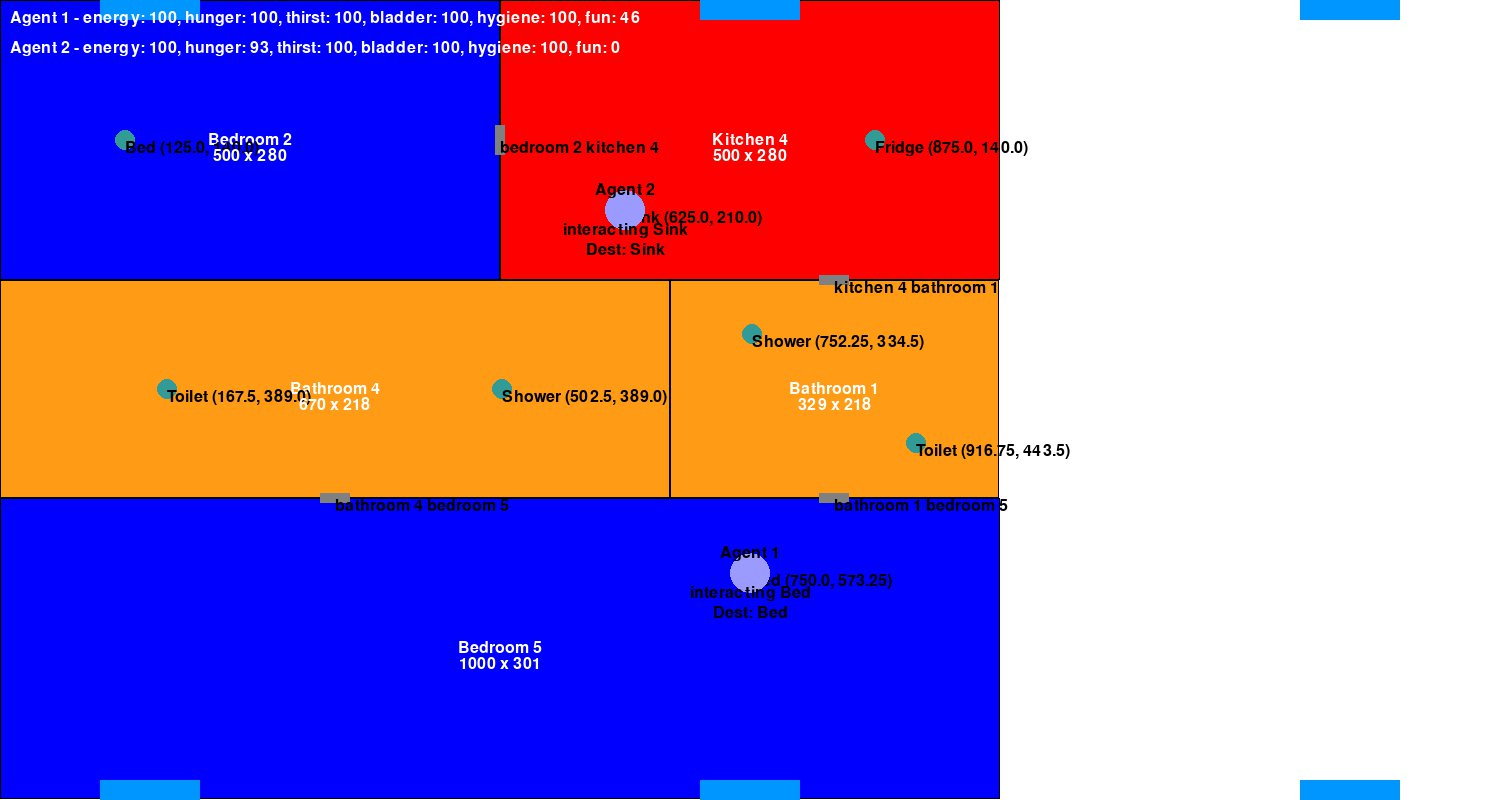 Agent 1 - energy: 100, hunger: 100, thirst: 100, bladder: 100, hygiene: 100, fun: 46
Agent 2 - energy: 100, hunger: 93, thirst: 100, bladder: 100, hygiene: 100, fun: 0
Bed (125.0,
Bedroom 2
500 x 280
bedroom 2 kitchen 4
Kitchen 4
500 x 280
Fridge (875.0, 140.0)
Agent 2
nk (625.0, 210.0)
interacting Sink
Dest: Sink
kitchen 4 bathroom 1
Shower (752.25, 334.5)
Toilet (167.5, 389.0)
Bathroom 4
670 x 218
Shower (502.5, 389.0)
Bathroom 1
329 x 218
Toilet (916.75, 443.5)
bathroom 4 bedroom 5
bathroom 1 bedroom 5
Agent 1
d (750.0, 573.25)
interacting Bed
Dest: Bed
Bedroom 5
1000 x 301